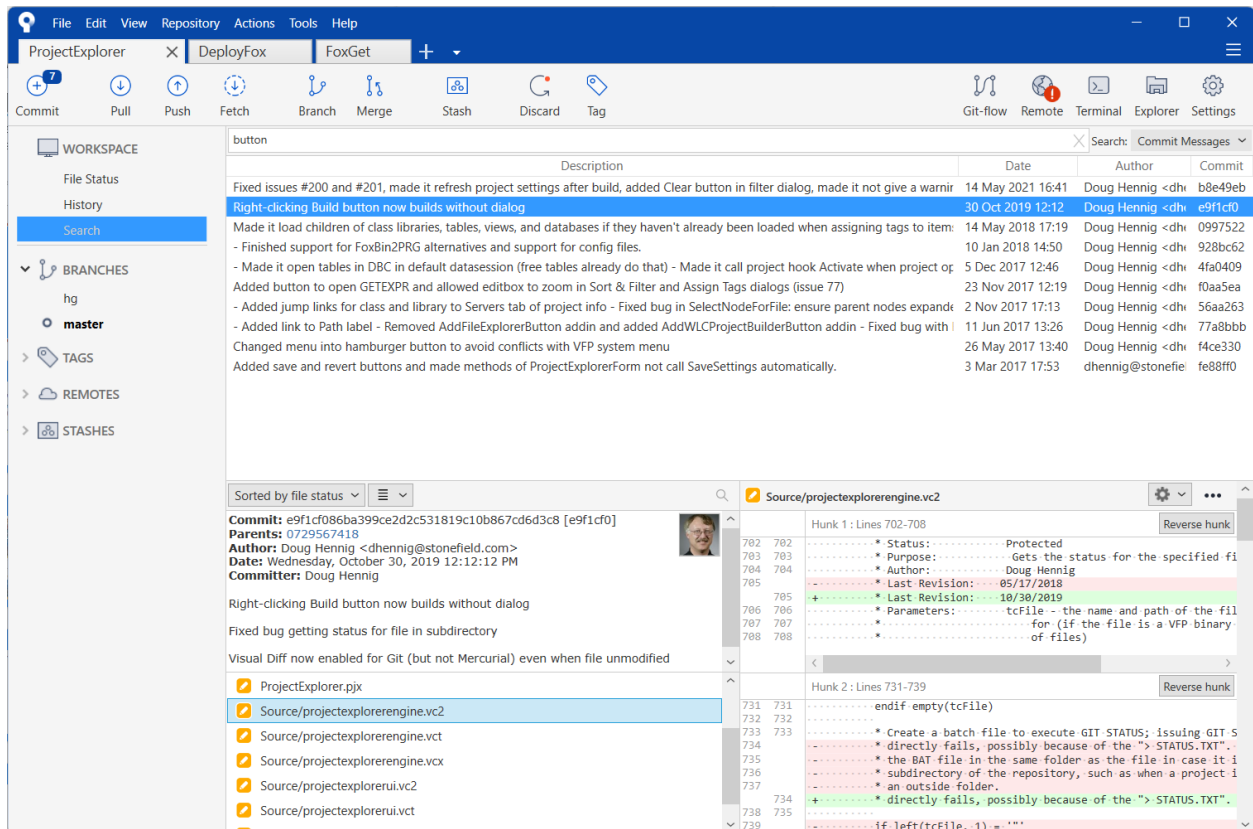 File Edit View Repository Actions Tools Help
ProjectExplorer DeployFox FoxGet
7
Commit Pull Push Fetch Branch Merge Stash Discard Tag Git-flow Remote Terminal Explorer Settings
WORKSPACE
File Status
History
Search
BRANCHES
hg
master
TAGS
REMOTES
STASHES
button Search: Commit Messages
Description Date Author Commit
Fixed issues #200 and #201, made it refresh project settings after build, added Clear button in filter dialog, made it not give a warnir 14 May 2021 16:41 Doug Hennig <dhe b8e49eb
Right-clicking Build button now builds without dialog 30 Oct 2019 12:12 Doug Hennig <dhe e9f1cf0
Made it load children of class libraries, tables, views, and databases if they haven't already been loaded when assigning tags to items 14 May 2018 17:19 Doug Hennig <dhe 0997522
- Finished support for FoxBin2PRG alternatives and support for config files. 10 Jan 2018 14:50 Doug Hennig <dhe 928bc62
- Made it open tables in DBC in default datasession (free tables already do that) - Made it call project hook Activate when project op 5 Dec 2017 12:46 Doug Hennig <dhe 4fa0409
Added button to open GETEXPR and allowed editbox to zoom in Sort & Filter and Assign Tags dialogs (issue 77) 23 Nov 2017 12:19 Doug Hennig <dhe f0aa5ea
- Added jump links for class and library to Servers tab of project info - Fixed bug in SelectNodeForFile: ensure parent nodes expande 2 Nov 2017 17:13 Doug Hennig <dhe 56aa263
- Added link to Path label - Removed AddFileExplorerButton addin and added AddWLCProjectBuilderButton addin - Fixed bug with 11 Jun 2017 13:26 Doug Hennig <dhe 77a8bbb
Changed menu into hamburger button to avoid conflicts with VFP system menu 26 May 2017 13:40 Doug Hennig <dhe f4ce330
Added save and revert buttons and made methods of ProjectExplorerForm not call SaveSettings automatically. 3 Mar 2017 17:53 dhennig@stonefie fe88ff0
Sorted by file status
Commit: e9f1cf086ba399ce2d2c531819c10b867cd6d3c8 [e9f1cf0]
Parents: 0729567418
Author: Doug Hennig <dhennig@stonefield.com>
Date: Wednesday, October 30, 2019 12:12:12 PM
Committer: Doug Hennig
Right-clicking Build button now builds without dialog
Fixed bug getting status for file in subdirectory
Visual Diff now enabled for Git (but not Mercurial) even when file unmodified
ProjectExplorer.pjx
Source/projectexplorerengine.vc2
Source/projectexplorerengine.vct
Source/projectexplorerengine.vcx
Source/projectexplorerui.vc2
Source/projectexplorerui.vct
Source/projectexplorerengine.vc2
Hunk 1 : Lines 702-708 Reverse hunk
702 702 * Status: Protected
703 703 * Purpose: Gets the status for the specified fi
704 704 * Author: Doug Hennig
705 - * Last Revision: 05/17/2018
705 + * Last Revision: 10/30/2019
706 706 * Parameters: tcFile - the name and path of the fil
707 707 * for (if the file is a VFP binary
708 708 * of files)
Hunk 2 : Lines 731-739 Reverse hunk
731 731 endif empty(tcFile)
732 732
733 733 * Create a batch file to execute GIT STATUS; issuing GIT S
734 - * directly fails, possibly because of the "> STATUS.TXT".
735 - * the BAT file in the same folder as the file in case it i
736 - * subdirectory of the repository, such as when a project i
737 - * an outside folder.
734 + * directly fails, possibly because of the "> STATUS.TXT".
738 735
739 - if left(tcFile, 1) = '"'